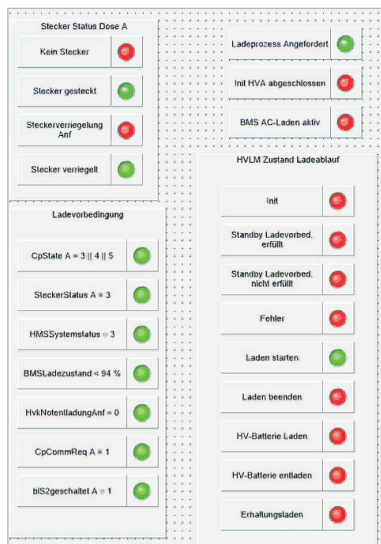 Stecker Status Dose A
Kein Stecker
Stecker gesteckt
Steckerverriegelung
Anf
Stecker verriegelt
Ladeprozess Angefordert
Init HVA abgeschlossen
BMS AC-Laden aktiv
Ladevorbedingung
CpState A = 3 || 4 || 5
SteckerStatus A = 3
HMSSystemstatus = 3
BMSLadezustand < 94 %
HvkNotentladungAnf = 0
CpCommReq A = 1
blS2geschaltet A = 1
HVLM Zustand Ladeablauf
Init
Standby Ladevorbed.
erfüllt
Standby Ladevorbed.
nicht erfüllt
Fehler
Laden starten
Laden beenden
HV-Batterie Laden
HV-Batterie entladen
Erhaltungsladen